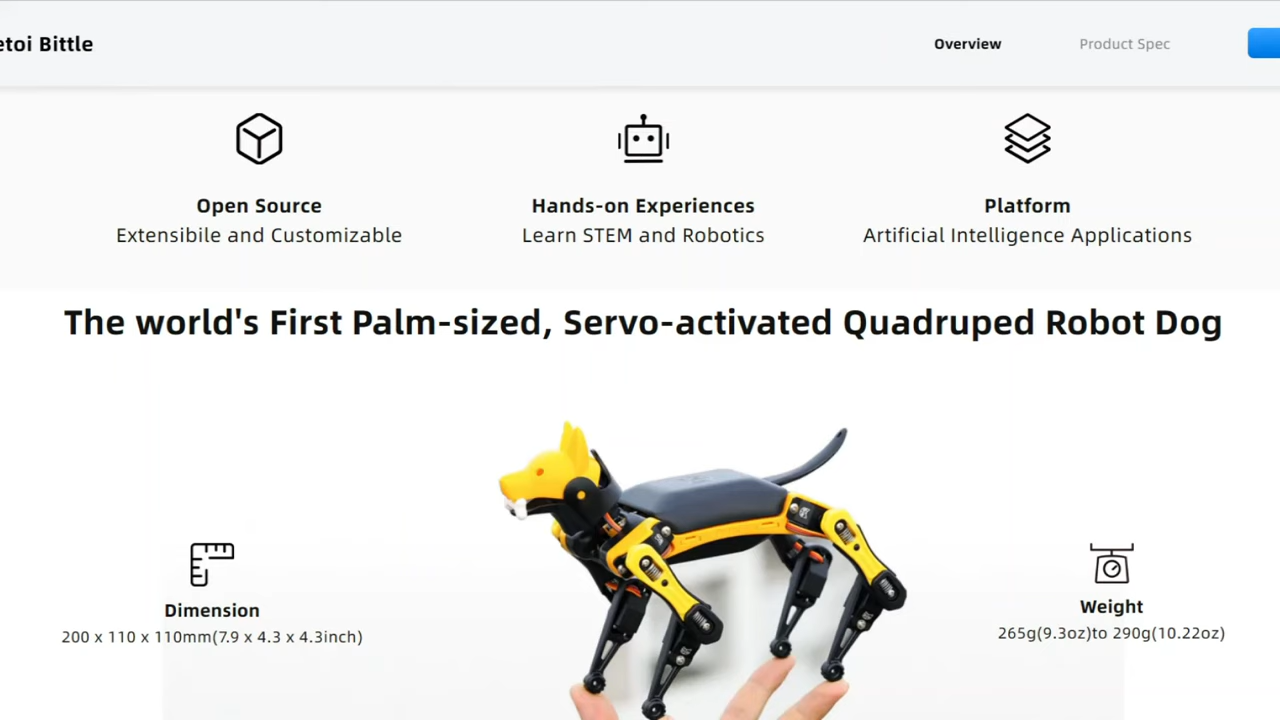 etoi Bittle
Overview
Product Spec
Open Source
Extensibile and Customizable
Hands-on Experiences
Learn STEM and Robotics
Platform
Artificial Intelligence Applications
The world's First Palm-sized, Servo-activated Quadruped Robot Dog
Dimension
200 x 110 x 110mm(7.9 x 4.3 x 4.3inch)
Weight
265g(9.3oz)to 290g(10.22oz)